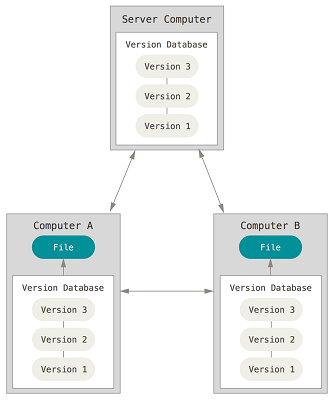 Server Computer
Version Database
Version 3
Version 2
Version 1
Computer A
File
Version Database
Version 3
Version 2
Version 1
Computer B
File
Version Database
Version 3
Version 2
Version 1